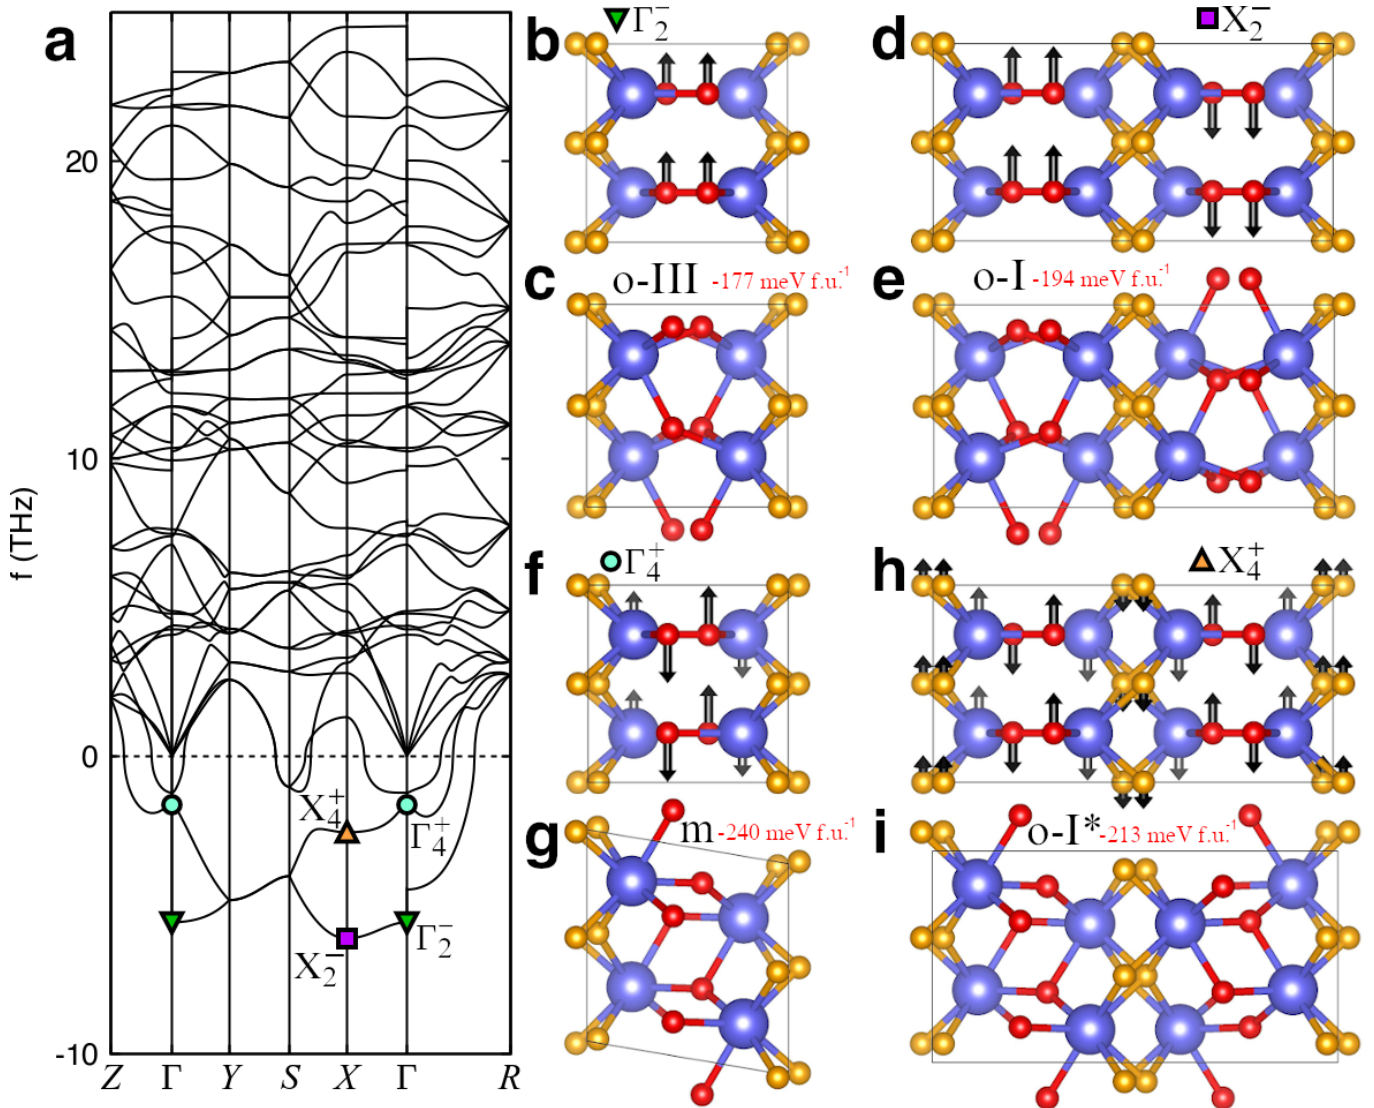 a
f (THz)
20
10
0
-10
Z Γ Y S X Γ R
X₄⁺
Γ₄⁺
X₂⁻
Γ₂⁻
b Γ₂⁻
d X₂⁻
c o-III -177 meV f.u.⁻¹
e o-I -194 meV f.u.⁻¹
f Γ₄⁺
h X₄⁺
g m -240 meV f.u.⁻¹
i o-I* -213 meV f.u.⁻¹